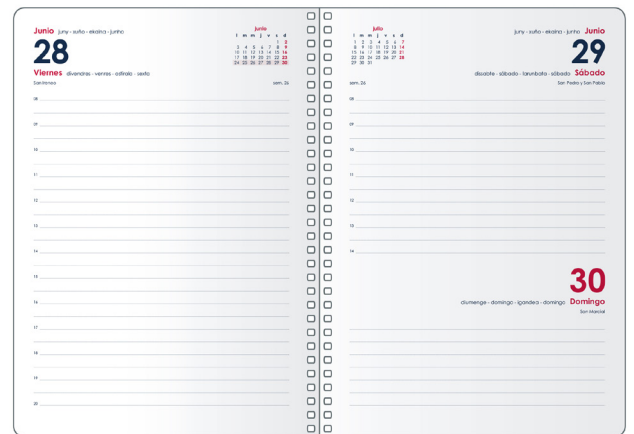 Junio juny - xuño - ekaina - junho
28
Viernes divendres - venres - ostirala - sexta
San Ireneo
sem. 26
junio
l m m j v s d
1 2
3 4 5 6 7 8 9
10 11 12 13 14 15 16
17 18 19 20 21 22 23
24 25 26 27 28 29 30
08
09
10
11
12
13
14
15
16
17
18
19
20
julio
l m m j v s d
1 2 3 4 5 6 7
8 9 10 11 12 13 14
15 16 17 18 19 20 21
22 23 24 25 26 27 28
29 30 31
sem. 26
juny - xuño - ekaina - junho Junio
29
dissabte - sábado - larunbata - sábado Sábado
San Pedro y San Pablo
08
09
10
11
12
13
14
30
diumenge - domingo - igandea - domingo Domingo
San Marcial